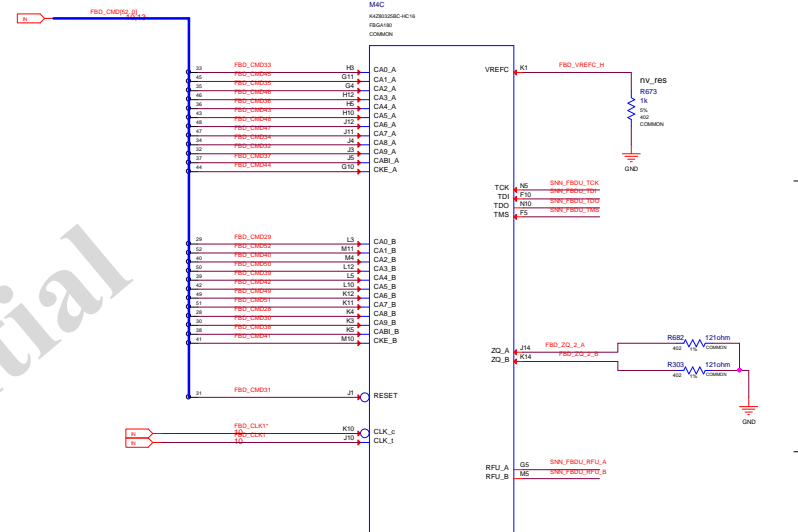 M4C
K4Z80325BC-HC16
FBGA180
COMMON
IN
FBD_CMD[52..0]
10,13
33 FBD_CMD33 H3 CA0_A
45 FBD_CMD45 G11 CA1_A
35 FBD_CMD35 G4 CA2_A
46 FBD_CMD46 H12 CA3_A
36 FBD_CMD36 H5 CA4_A
43 FBD_CMD43 H10 CA5_A
48 FBD_CMD48 J12 CA6_A
47 FBD_CMD47 J11 CA7_A
34 FBD_CMD34 J4 CA8_A
32 FBD_CMD32 J3 CA9_A
37 FBD_CMD37 J5 CABI_A
44 FBD_CMD44 G10 CKE_A
VREFC K1 FBD_VREFC_H
nv_res
R673
1k
5%
402
COMMON
GND
TCK N5 SNN_FBDU_TCK
TDI F10 SNN_FBDU_TDI
TDO N10 SNN_FBDU_TDO
TMS F5 SNN_FBDU_TMS
29 FBD_CMD29 L3 CA0_B
52 FBD_CMD52 M11 CA1_B
40 FBD_CMD40 M4 CA2_B
50 FBD_CMD50 L12 CA3_B
39 FBD_CMD39 L5 CA4_B
42 FBD_CMD42 L10 CA5_B
49 FBD_CMD49 K12 CA6_B
51 FBD_CMD51 K11 CA7_B
28 FBD_CMD28 K4 CA8_B
30 FBD_CMD30 K3 CA9_B
38 FBD_CMD38 K5 CABI_B
41 FBD_CMD41 M10 CKE_B
ZQ_A J14 FBD_ZQ_2_A
ZQ_B K14 FBD_ZQ_2_B
R682 121ohm
402 1% COMMON
R303 121ohm
402 1% COMMON
GND
31 FBD_CMD31 J1 RESET
IN FBD_CLK1* K10 CLK_c
10
IN FBD_CLK1 J10 CLK_t
10
RFU_A G5 SNN_FBDU_RFU_A
RFU_B M5 SNN_FBDU_RFU_B
tial